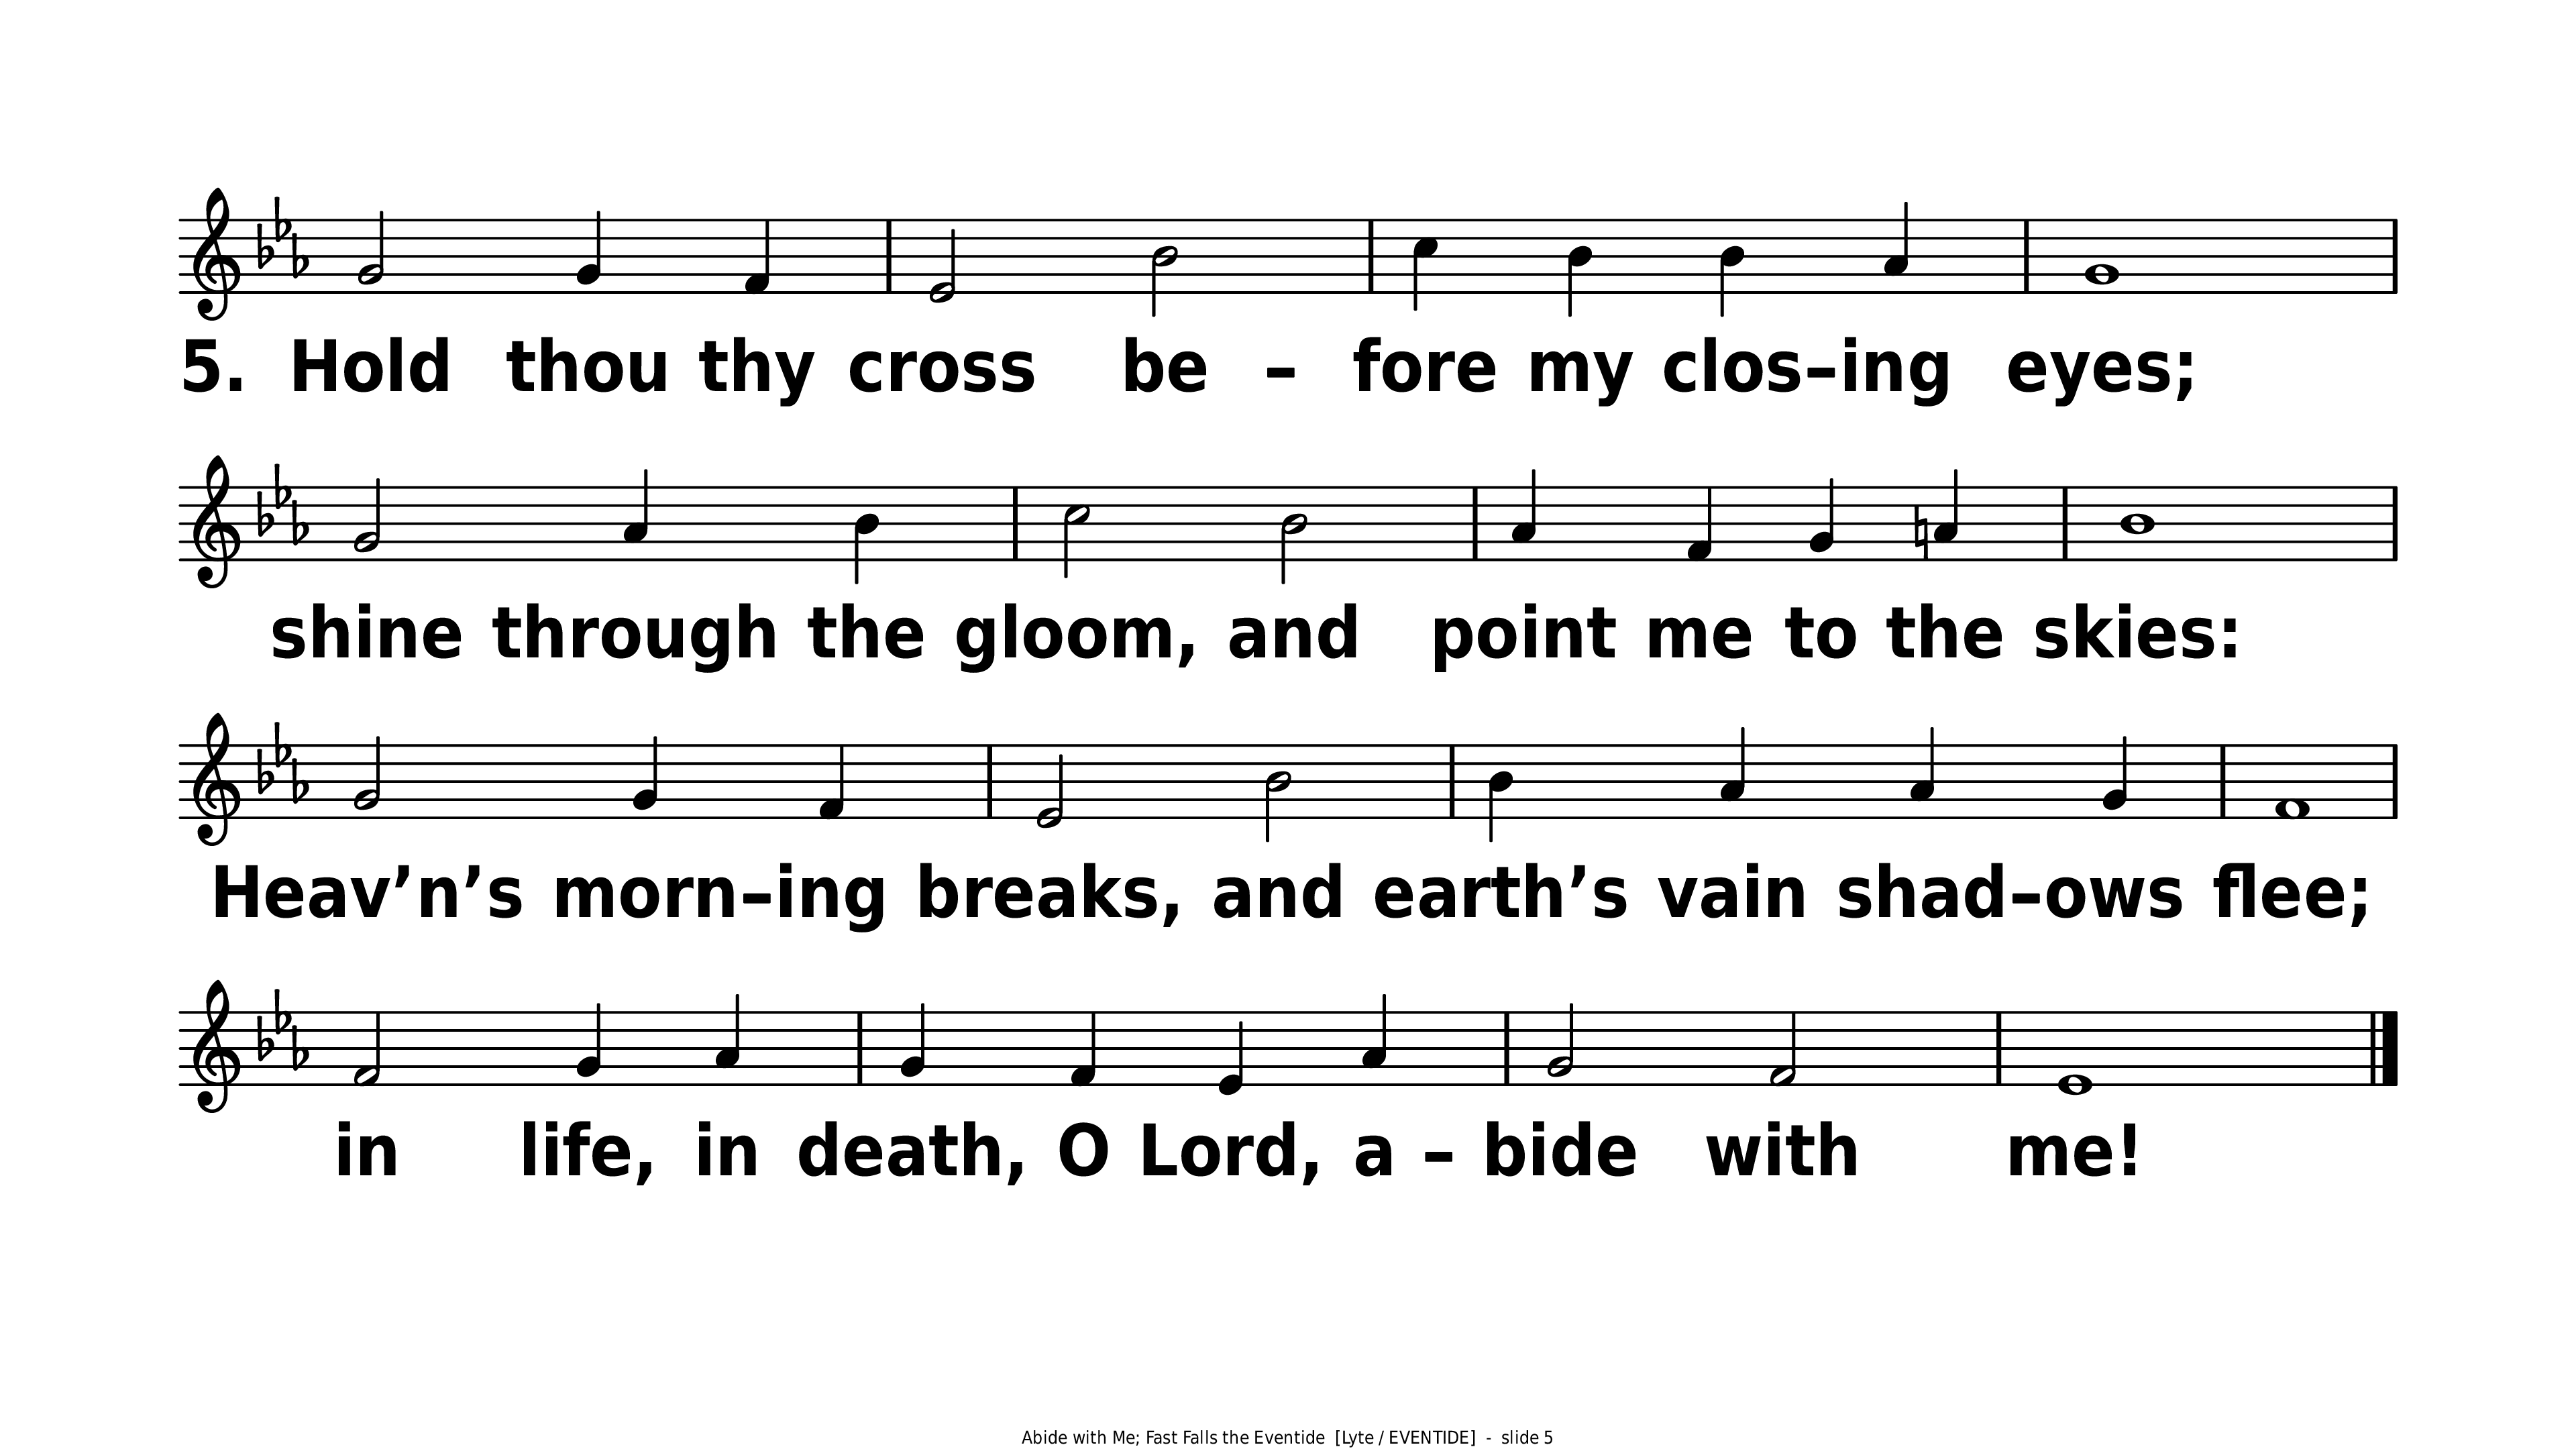 5. Hold thou thy cross be – fore my clos–ing eyes;
shine through the gloom, and point me to the skies:
Heav’n’s morn–ing breaks, and earth’s vain shad–ows flee;
in life, in death, O Lord, a – bide with me!
Abide with Me; Fast Falls the Eventide [Lyte / EVENTIDE] - slide 5